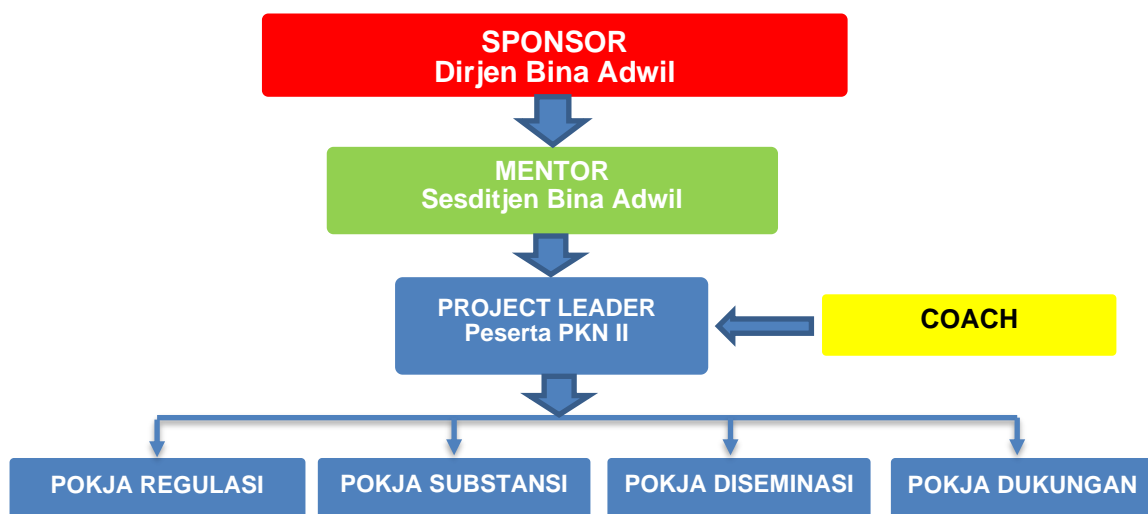 SPONSOR
Dirjen Bina Adwil
MENTOR
Sesditjen Bina Adwil
PROJECT LEADER
Peserta PKN II
COACH
POKJA REGULASI
POKJA SUBSTANSI
POKJA DISEMINASI
POKJA DUKUNGAN